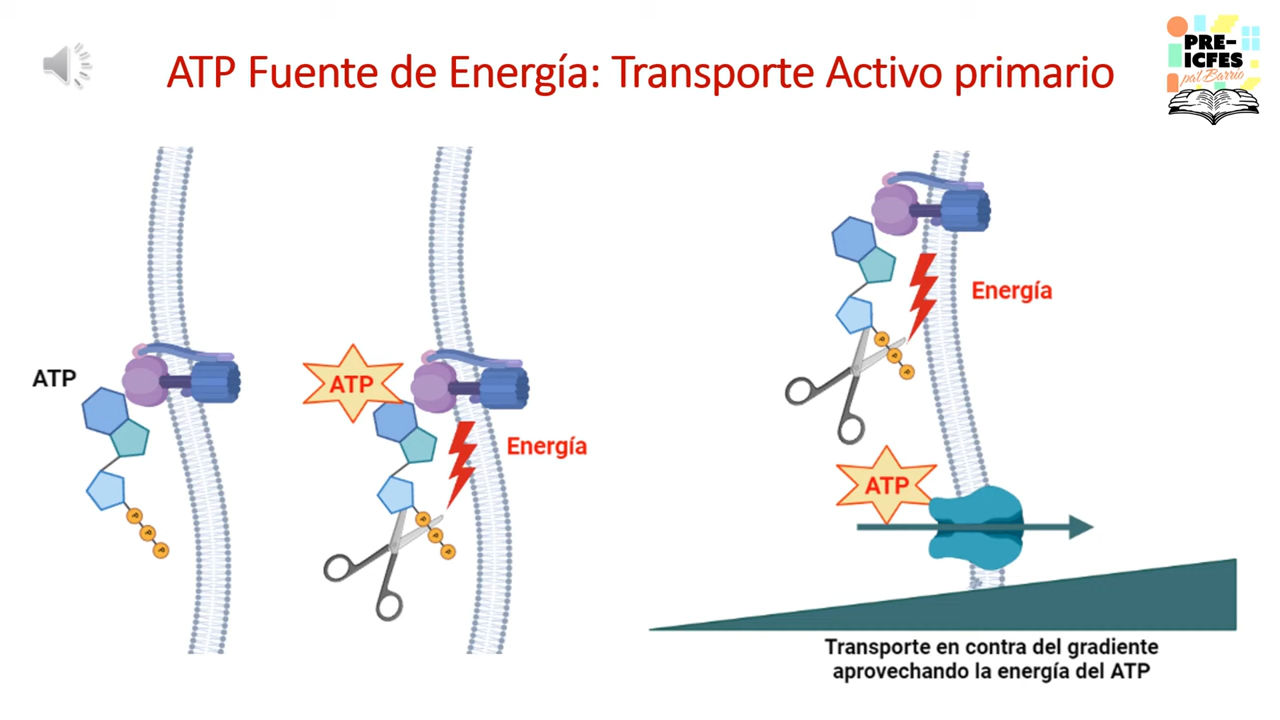 ATP Fuente de Energía: Transporte Activo primario
PRE-
ICFES
pa'l Barrio
ATP
P
P
P
ATP
Energía
P
P
P
Energía
P
P
P
ATP
Transporte en contra del gradiente
aprovechando la energía del ATP